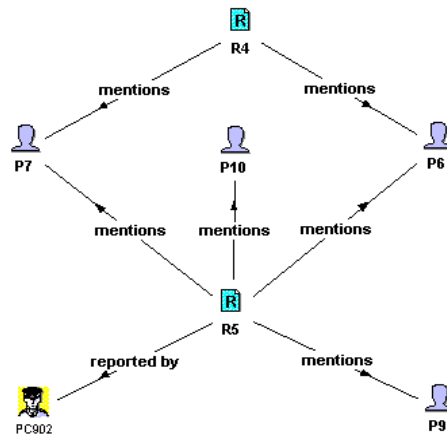 R
R4
mentions
mentions
P7
P10
P6
mentions
mentions
mentions
R
R5
reported by
mentions
PC902
P9